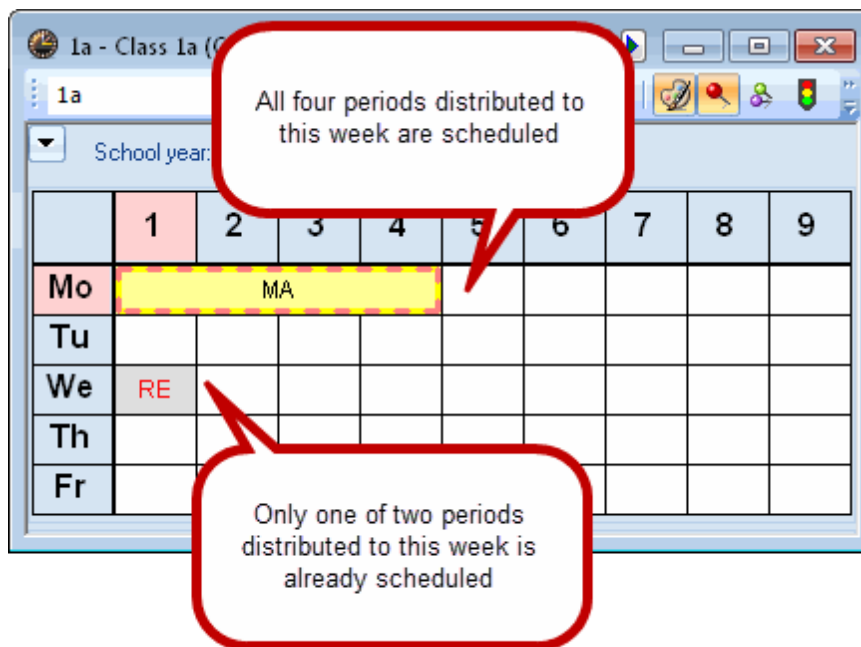 1a - Class 1a (
1a
All four periods distributed to
this week are scheduled
School year:
1 2 3 4 5 6 7 8 9
Mo MA
Tu
We RE
Th
Fr
Only one of two periods
distributed to this week is
already scheduled